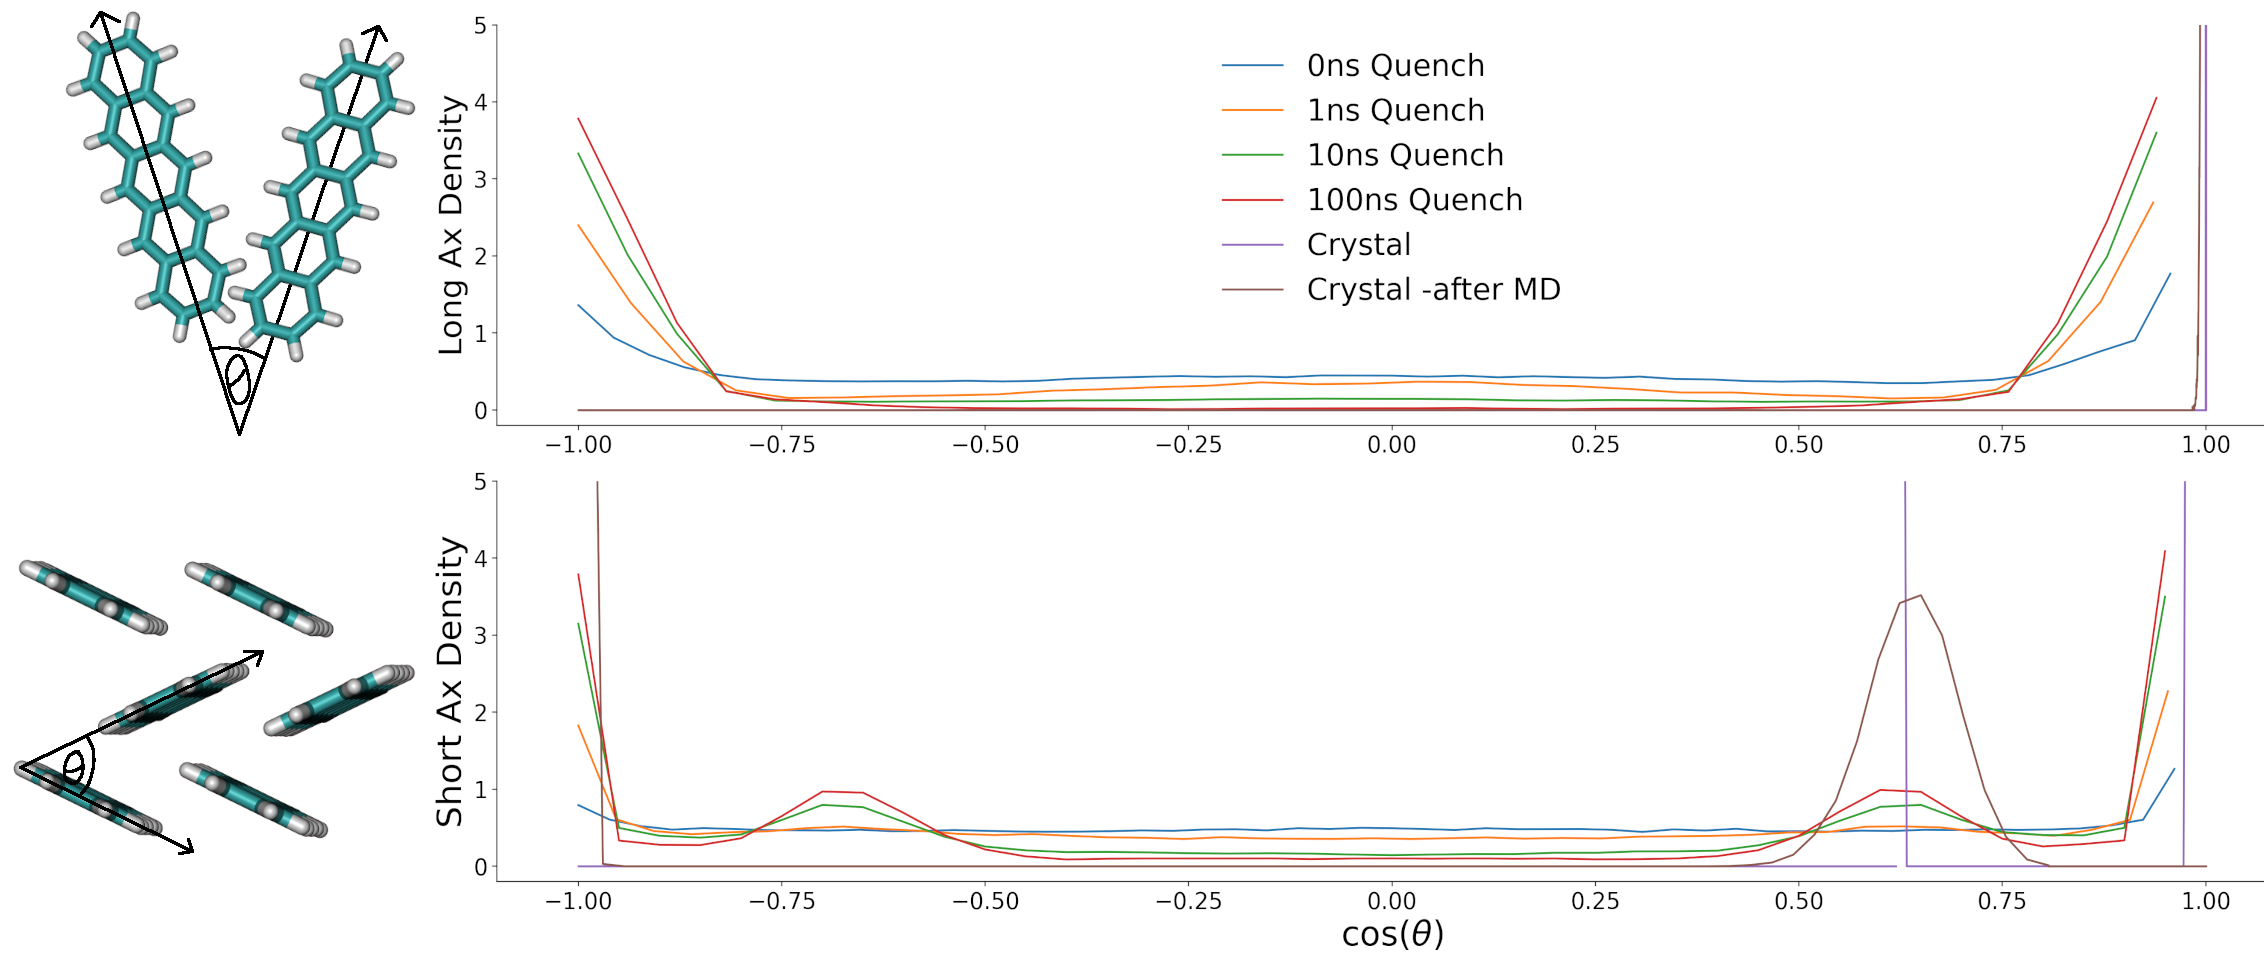 θ
Long Ax Density
5
4
3
2
1
0
0ns Quench
1ns Quench
10ns Quench
100ns Quench
Crystal
Crystal -after MD
−1.00 −0.75 −0.50 −0.25 0.00 0.25 0.50 0.75 1.00
θ
Short Ax Density
5
4
3
2
1
0
−1.00 −0.75 −0.50 −0.25 0.00 0.25 0.50 0.75 1.00
cos(θ)